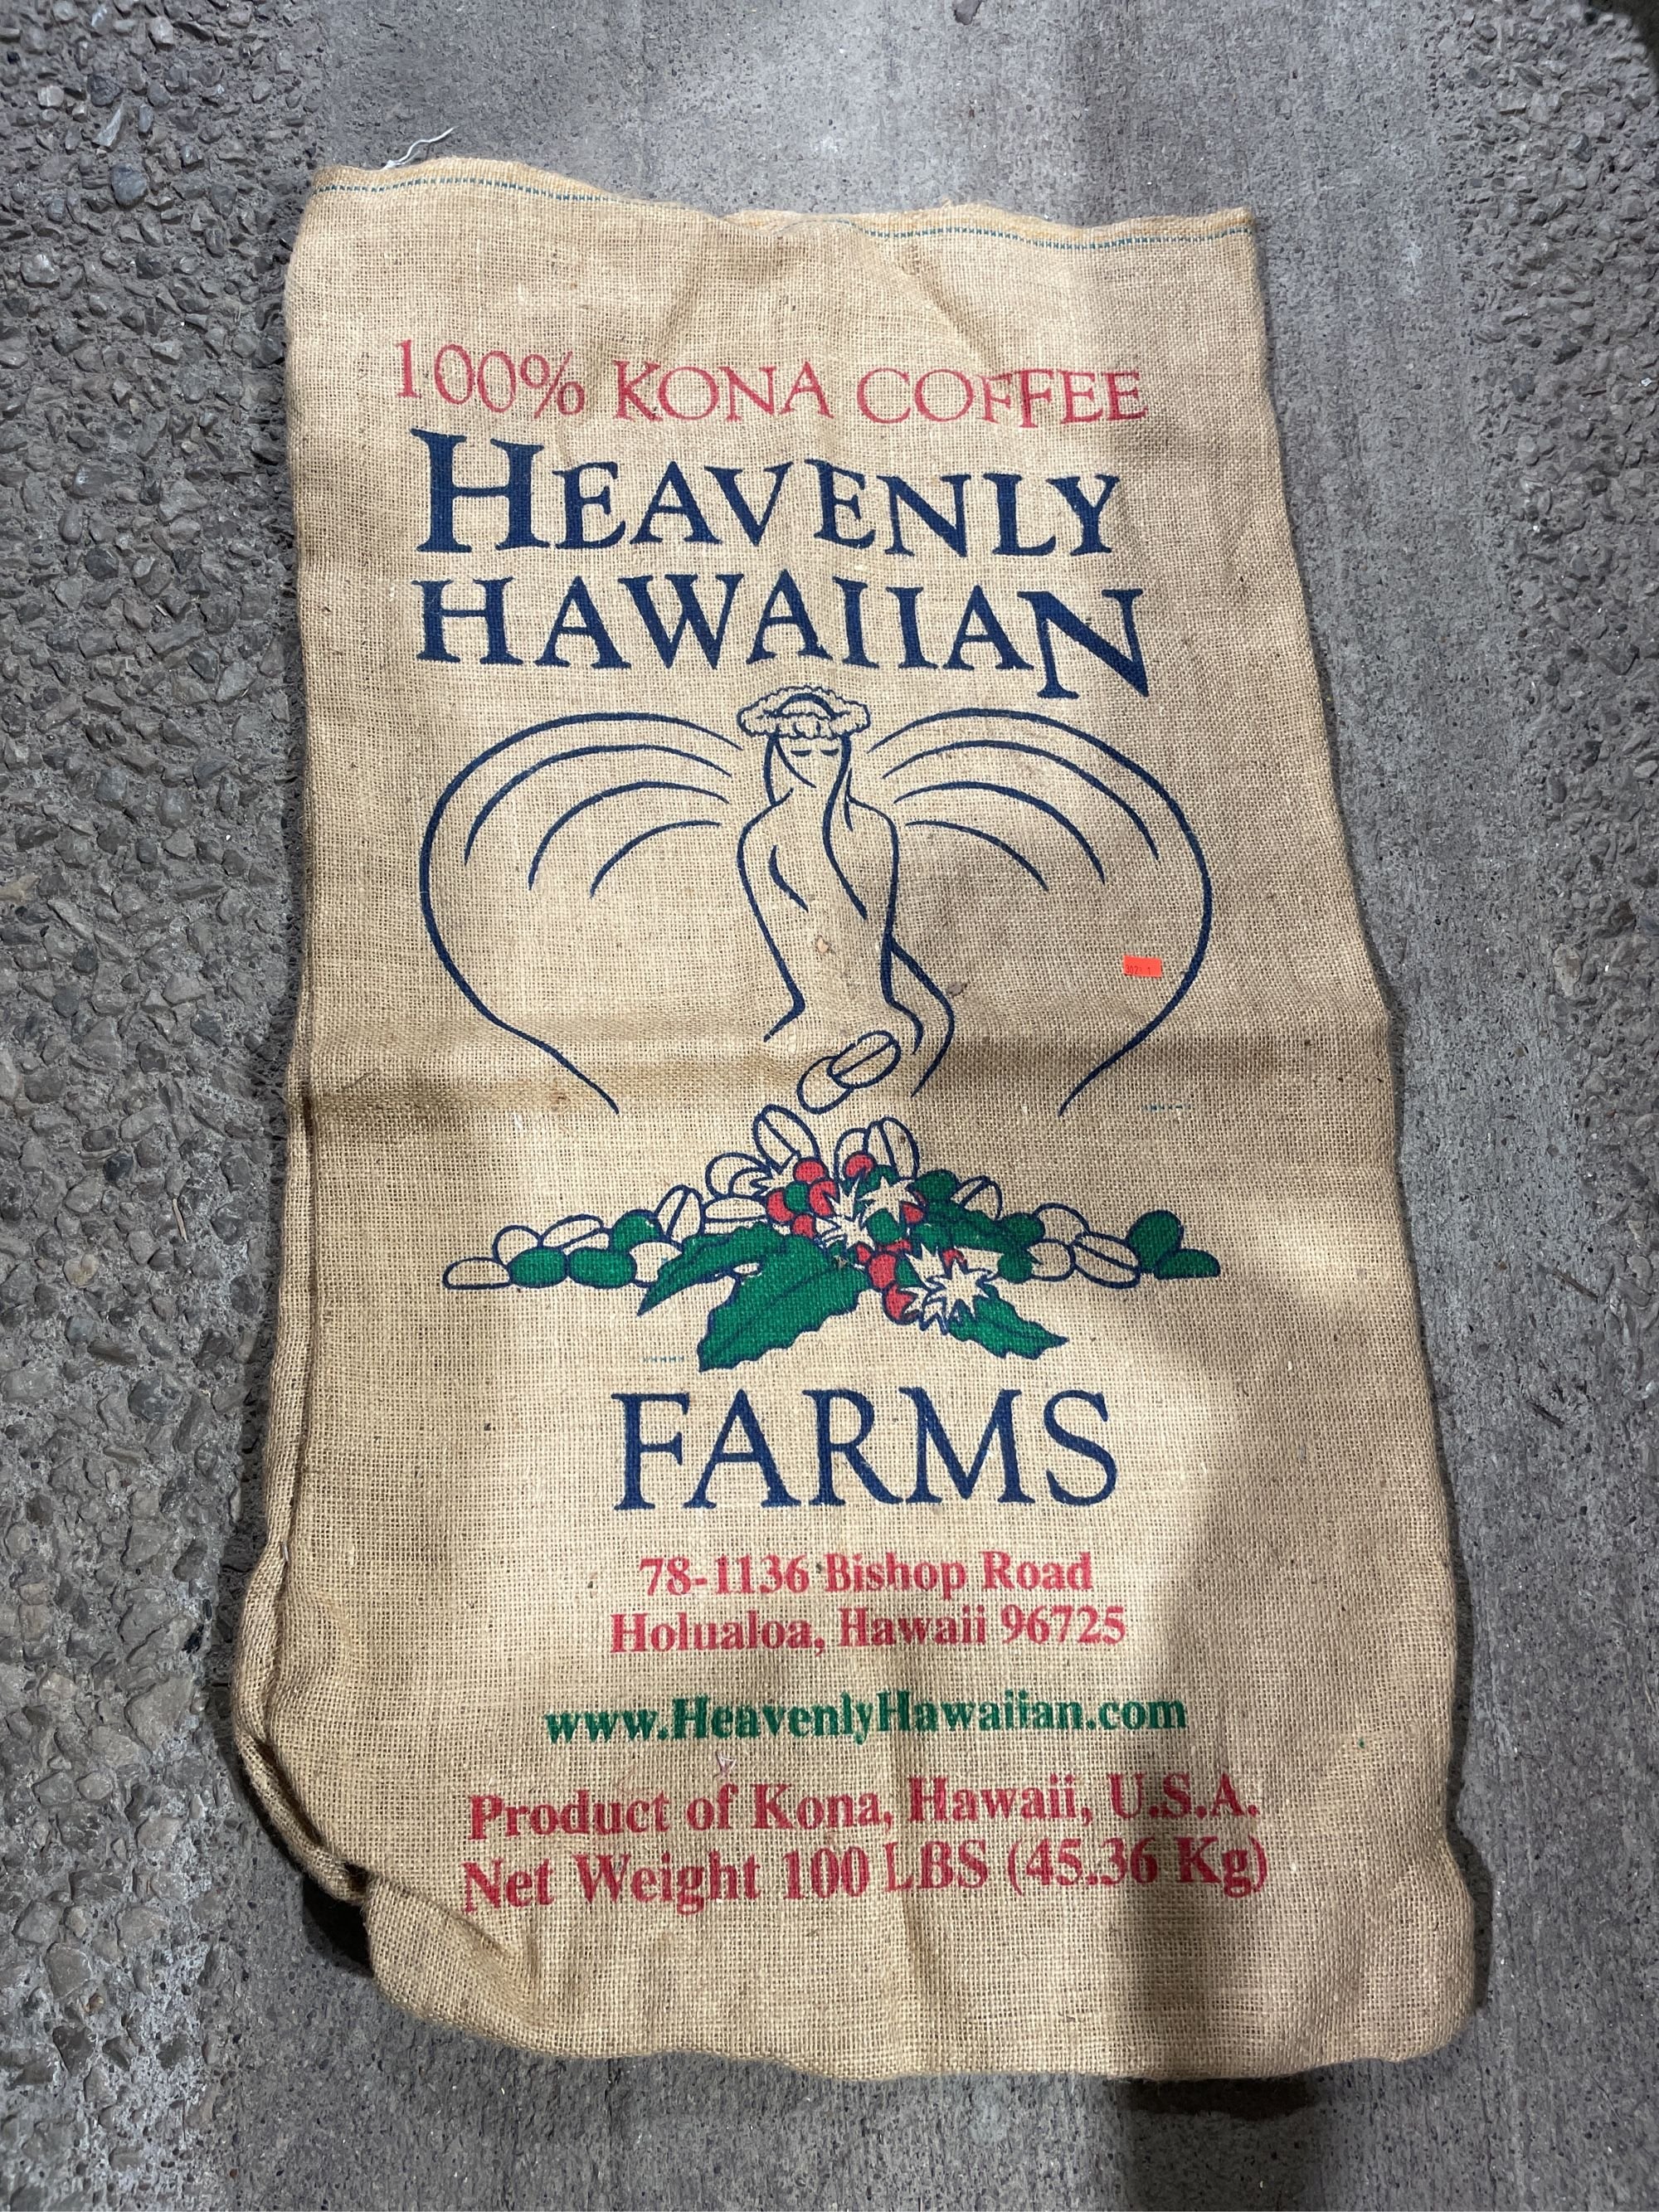 100% KONA COFFEE
HEAVENLY
HAWAIIAN
FARMS
78-1136 Bishop Road
Holualoa, Hawaii 96725
www.HeavenlyHawaiian.com
Product of Kona, Hawaii, U.S.A.
Net Weight 100 LBS (45.36 Kg)